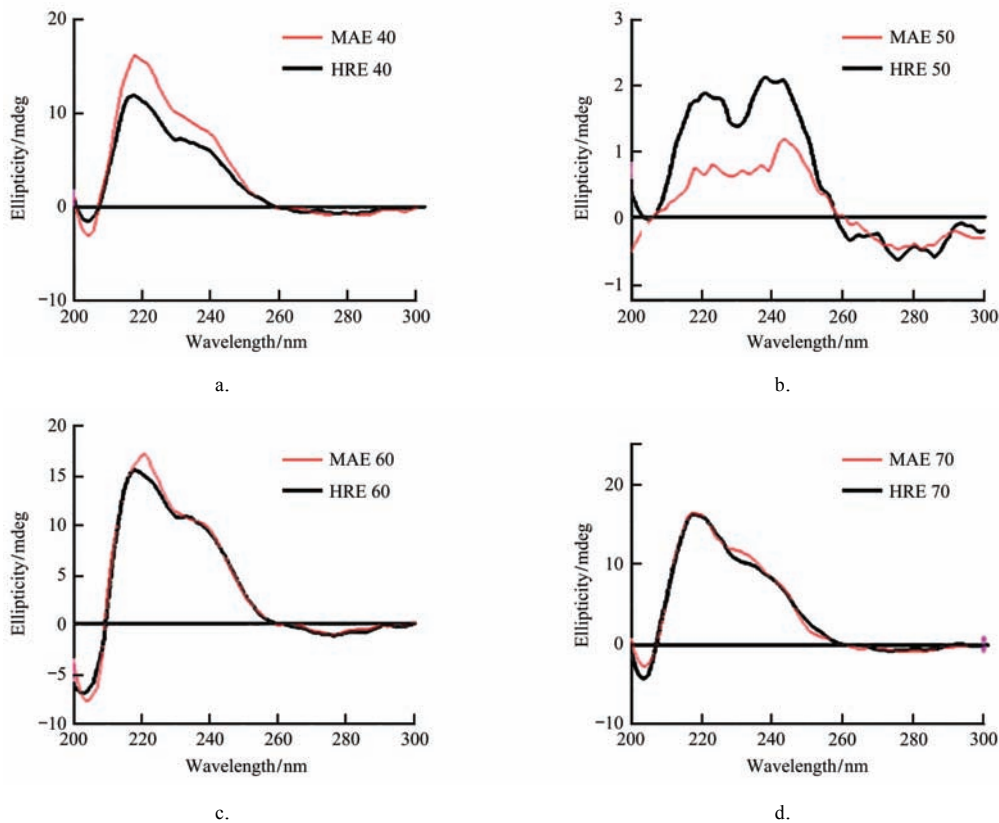 20
10
0
−10
Ellipticity/mdeg
MAE 40
HRE 40
200 220 240 260 280 300
Wavelength/nm
a.
3
2
1
0
−1
Ellipticity/mdeg
MAE 50
HRE 50
200 220 240 260 280 300
Wavelength/nm
b.
20
15
10
5
0
−5
−10
Ellipticity/mdeg
MAE 60
HRE 60
200 220 240 260 280 300
Wavelength/nm
c.
20
10
0
−10
Ellipticity/mdeg
MAE 70
HRE 70
200 220 240 260 280 300
Wavelength/nm
d.